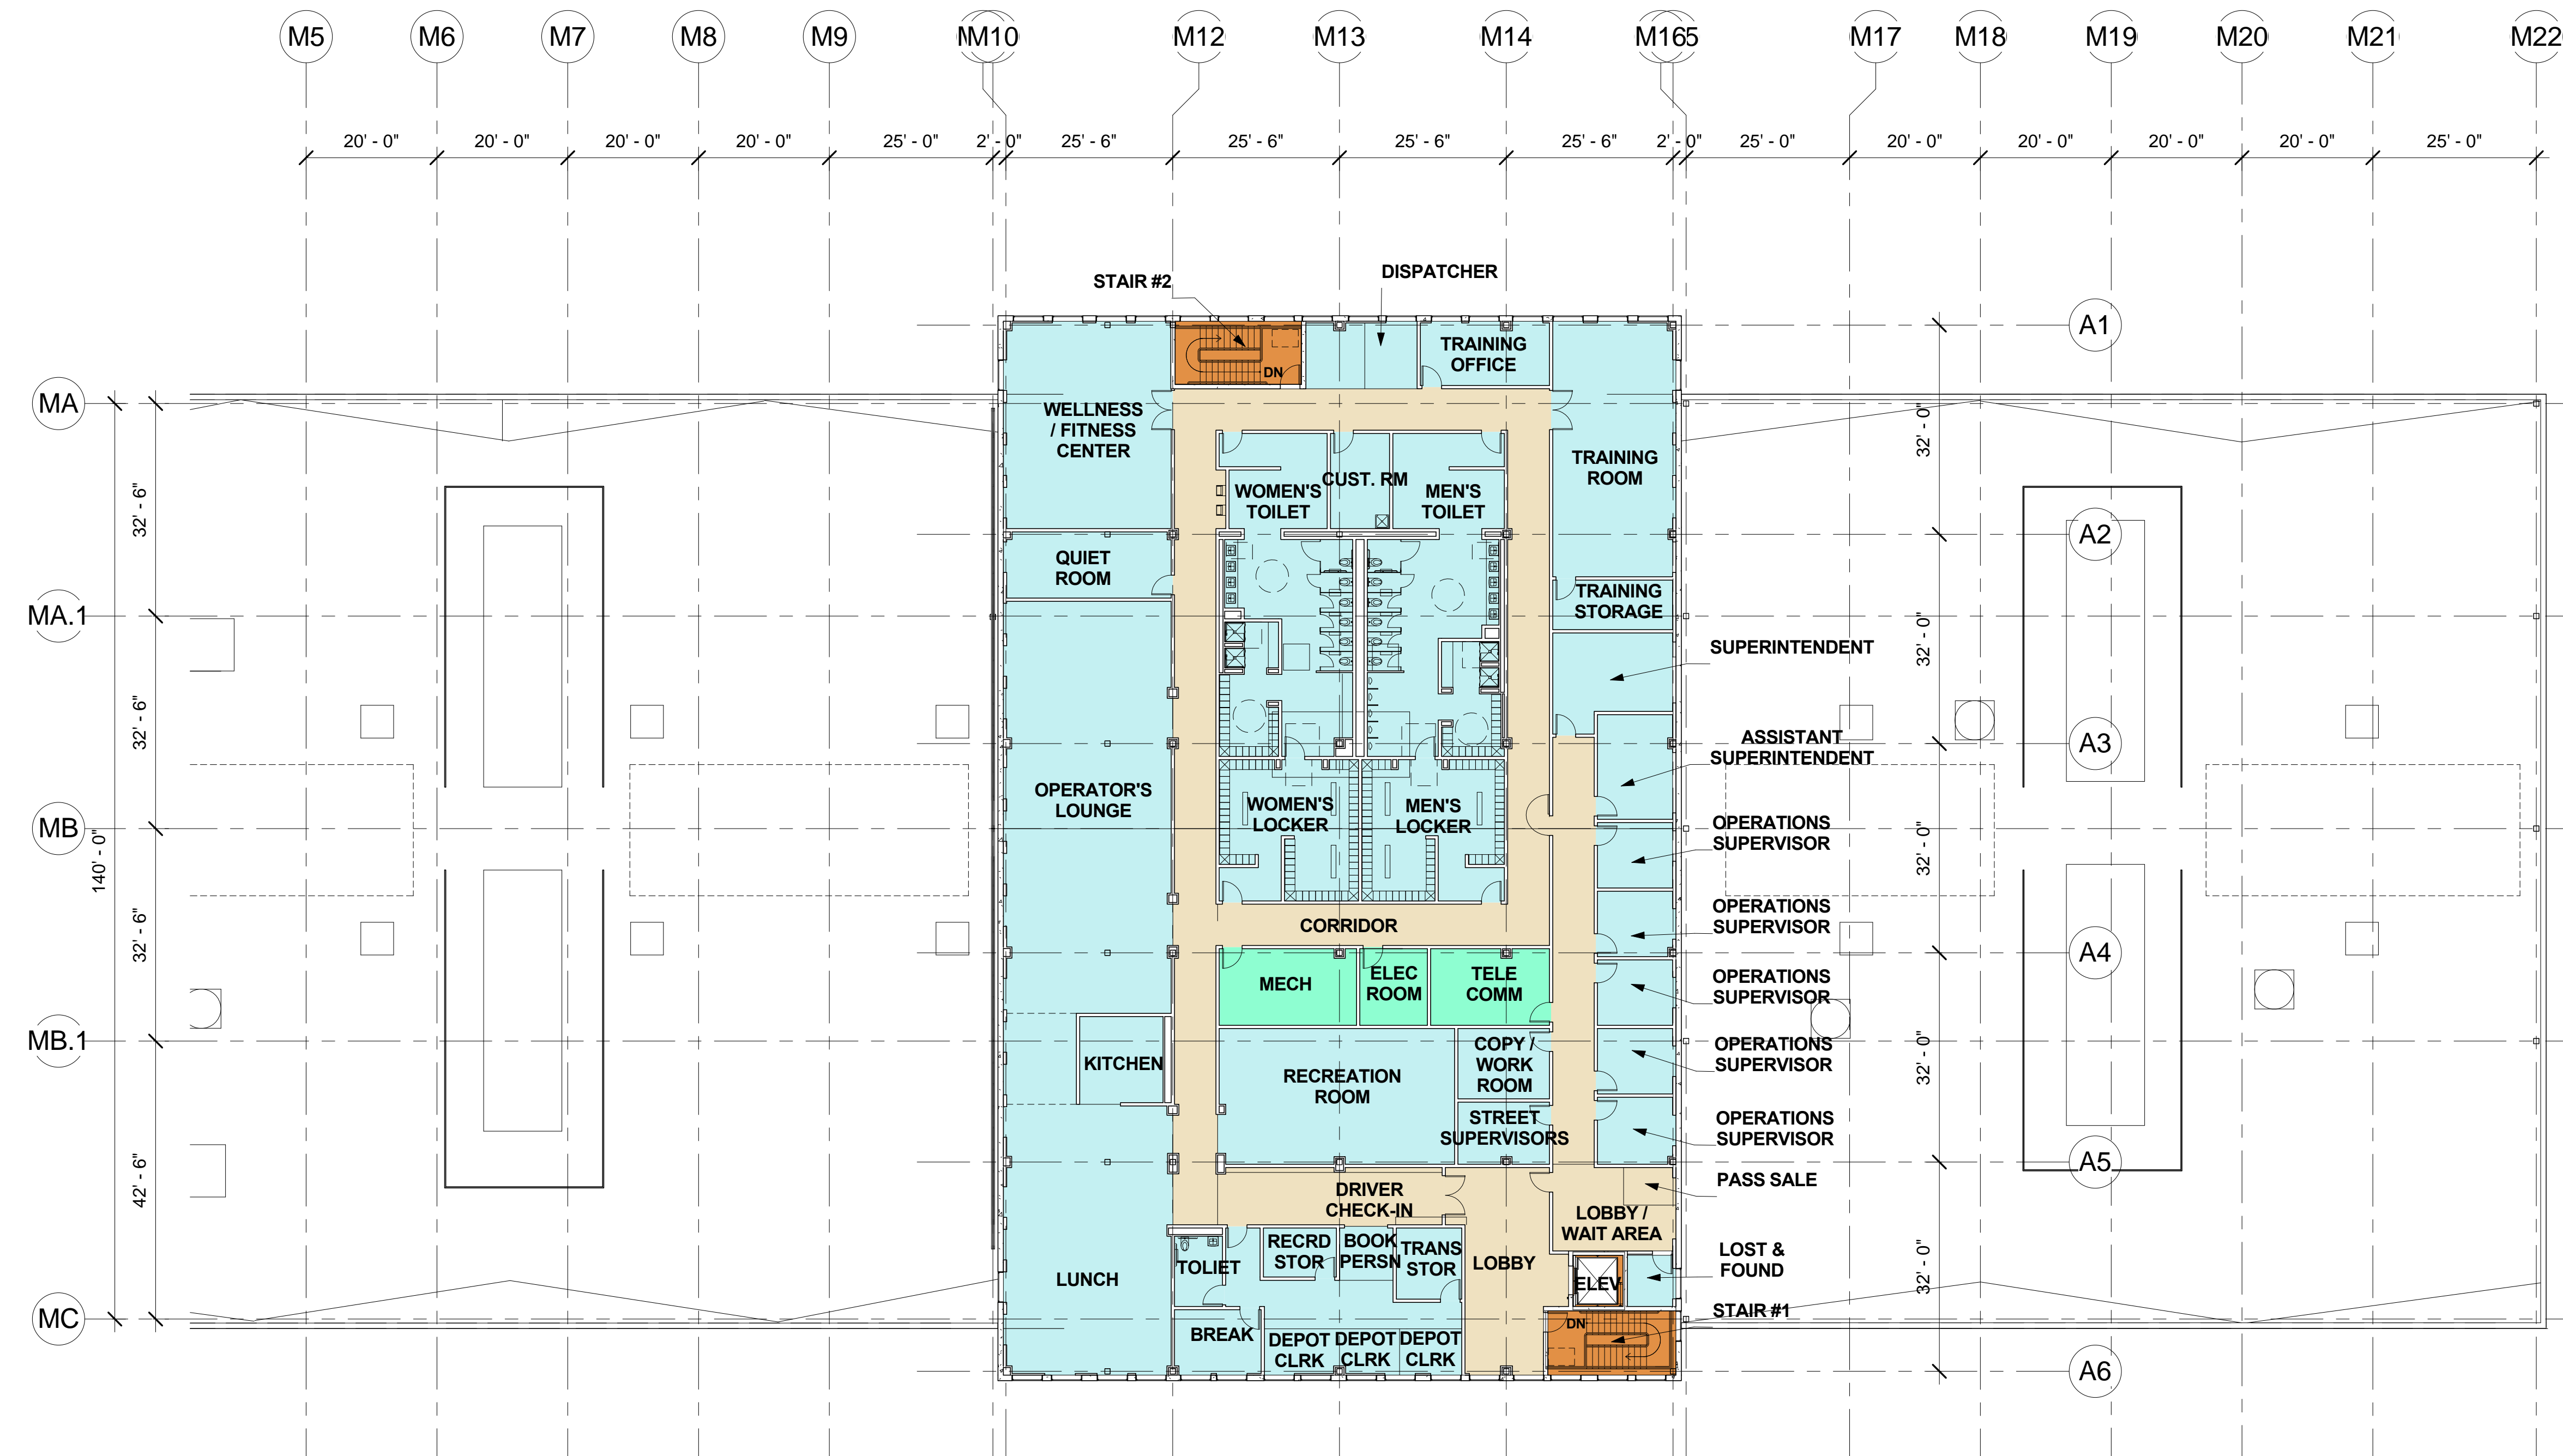 M5
M6
M7
M8
M9
M10
M12
M13
M14
M165
M17
M18
M19
M20
M21
M22
20' - 0"
20' - 0"
20' - 0"
20' - 0"
25' - 0"
2' - 0"
25' - 6"
25' - 6"
25' - 6"
25' - 6"
2' - 0"
25' - 0"
20' - 0"
20' - 0"
20' - 0"
20' - 0"
25' - 0"
STAIR #2
DISPATCHER
A1
TRAINING
OFFICE
DN
MA
WELLNESS
/ FITNESS
CENTER
32' - 0"
TRAINING
ROOM
CUST. RM
WOMEN'S
TOILET
MEN'S
TOILET
32' - 6"
A2
QUIET
ROOM
TRAINING
STORAGE
MA.1
SUPERINTENDENT
32' - 0"
32' - 6"
ASSISTANT
SUPERINTENDENT
A3
OPERATOR'S
LOUNGE
WOMEN'S
LOCKER
MEN'S
LOCKER
MB
140' - 0"
OPERATIONS
SUPERVISOR
32' - 0"
OPERATIONS
SUPERVISOR
CORRIDOR
32' - 6"
A4
MECH
ELEC
ROOM
TELE
COMM
OPERATIONS
SUPERVISOR
MB.1
KITCHEN
RECREATION
ROOM
COPY /
WORK
ROOM
OPERATIONS
SUPERVISOR
32' - 0"
STREET
SUPERVISORS
OPERATIONS
SUPERVISOR
A5
42' - 6"
DRIVER
CHECK-IN
PASS SALE
LOBBY /
WAIT AREA
RECRD
STOR
BOOK
PERSN
TRANS
STOR
LOBBY
LOST &
FOUND
32' - 0"
TOLIET
LUNCH
ELEV
MC
STAIR #1
DN
BREAK
DEPOT
CLRK
DEPOT
CLRK
DEPOT
CLRK
A6